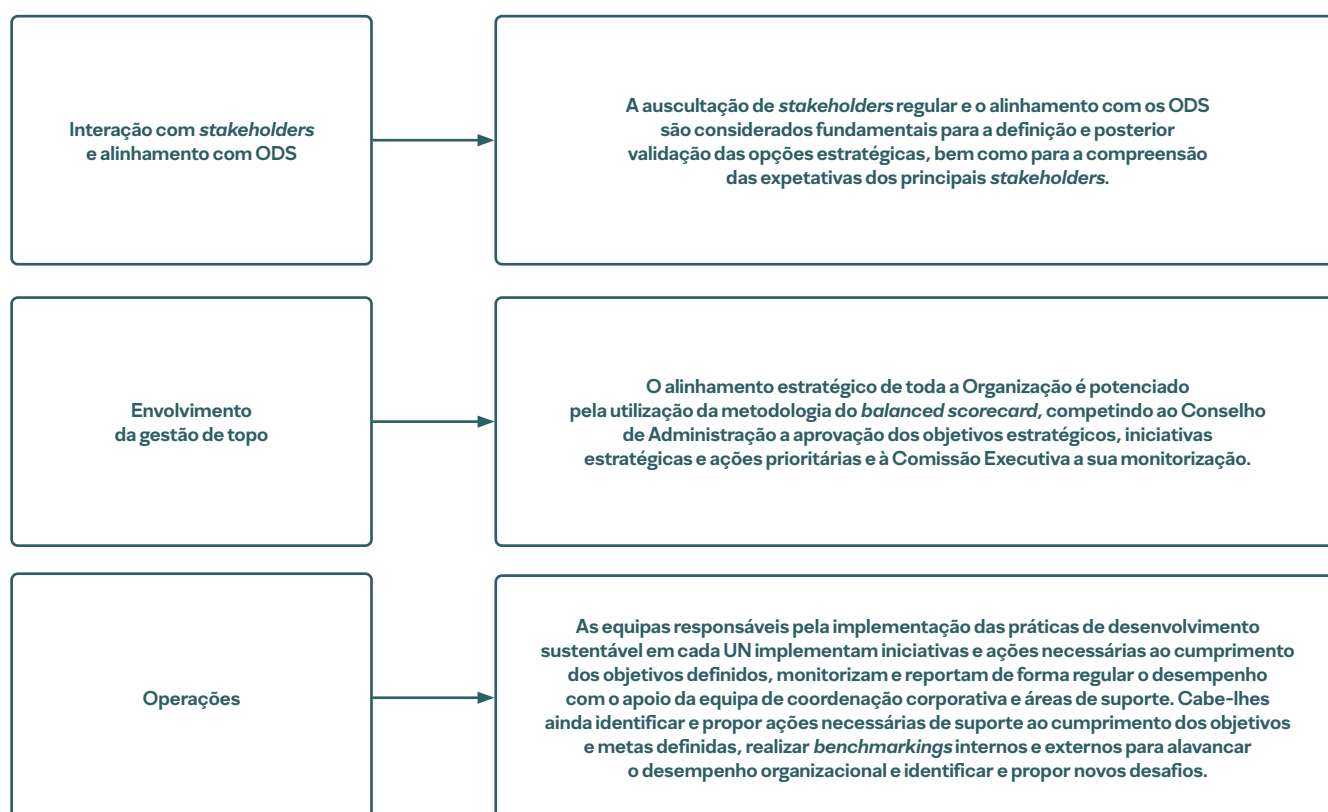 Interação com stakeholders
e alinhamento com ODS
A auscultação de stakeholders regular e o alinhamento com os ODS
são considerados fundamentais para a definição e posterior
validação das opções estratégicas, bem como para a compreensão
das expetativas dos principais stakeholders.
Envolvimento
da gestão de topo
O alinhamento estratégico de toda a Organização é potenciado
pela utilização da metodologia do balanced scorecard, competindo ao Conselho
de Administração a aprovação dos objetivos estratégicos, iniciativas
estratégicas e ações prioritárias e à Comissão Executiva a sua monitorização.
Operações
As equipas responsáveis pela implementação das práticas de desenvolvimento
sustentável em cada UN implementam iniciativas e ações necessárias ao cumprimento
dos objetivos definidos, monitorizam e reportam de forma regular o desempenho
com o apoio da equipa de coordenação corporativa e áreas de suporte. Cabe-lhes
ainda identificar e propor ações necessárias de suporte ao cumprimento dos objetivos
e metas definidas, realizar benchmarkings internos e externos para alavancar
o desempenho organizacional e identificar e propor novos desafios.